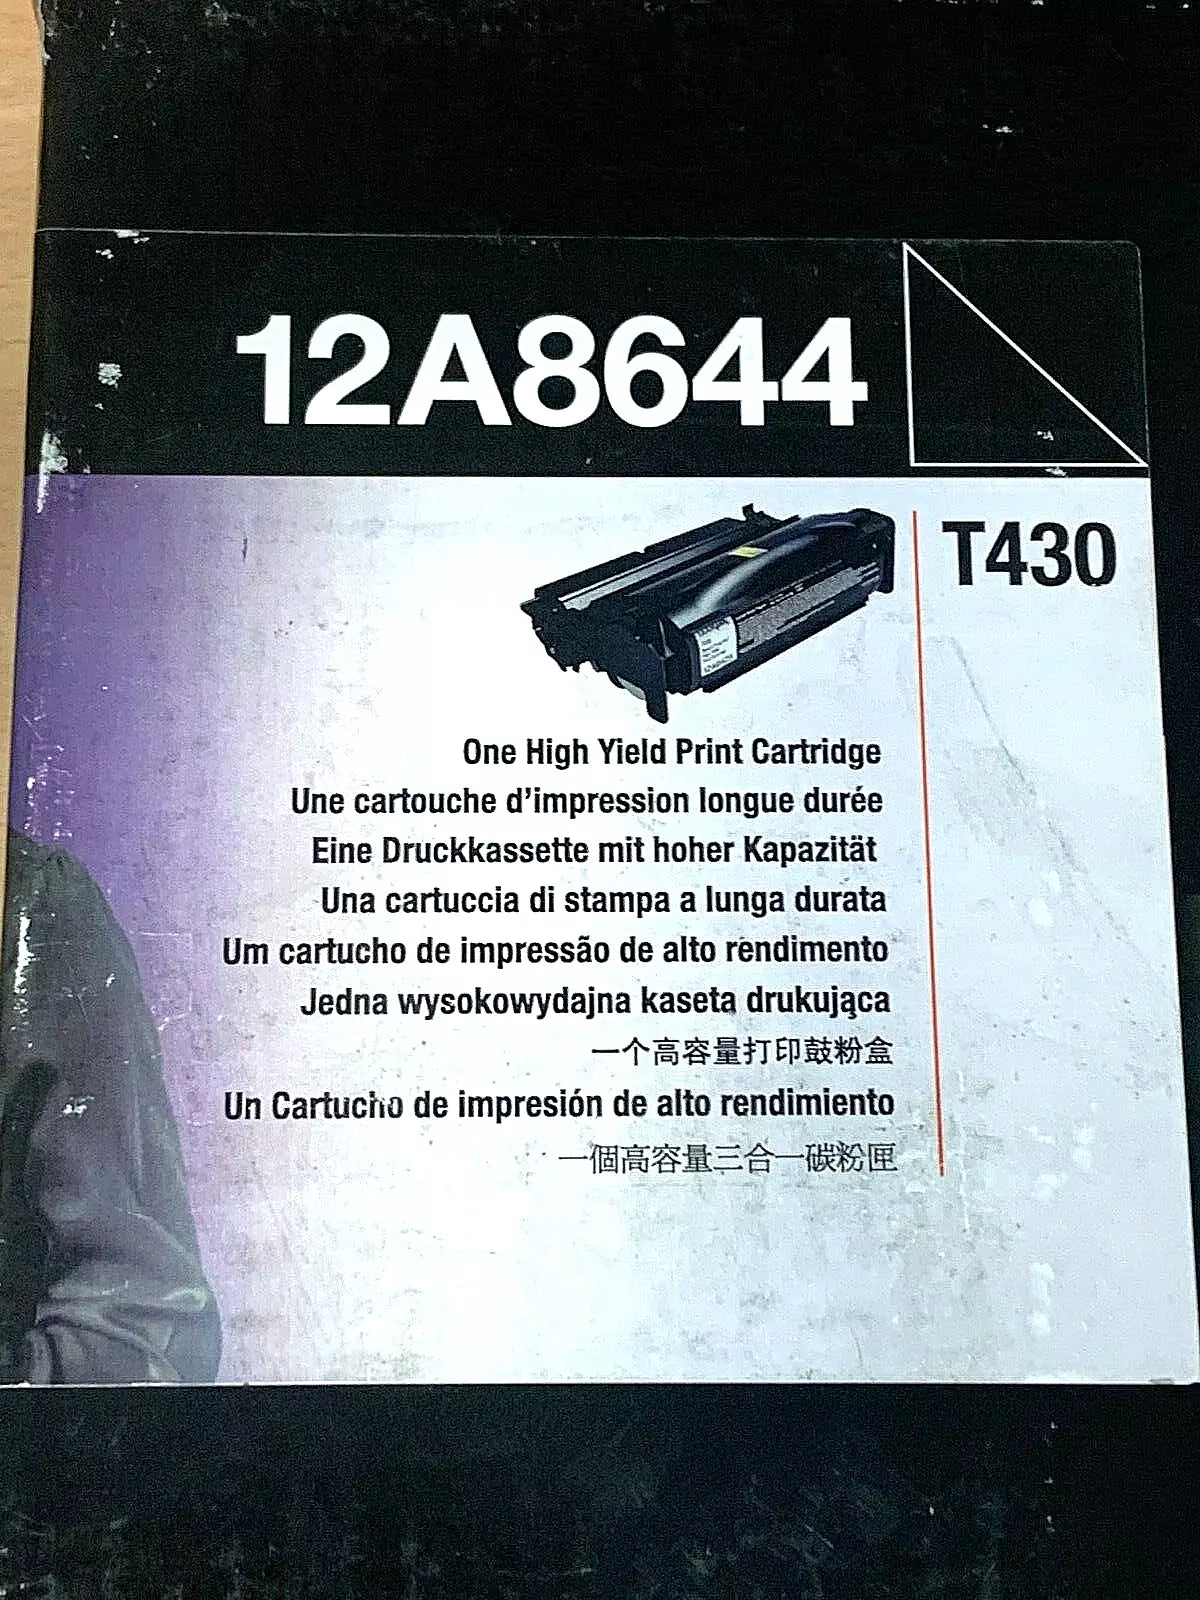 12A8644
T430
One High Yield Print Cartridge
Une cartouche d'impression longue durée
Eine Druckkassette mit hoher Kapazität
Una cartuccia di stampa a lunga durata
Um cartucho de impressão de alto rendimento
Jedna wysokowydajna kaseta drukująca
一个高容量打印鼓粉盒
Un Cartucho de impresión de alto rendimiento
一個高容量三合一碳粉匣